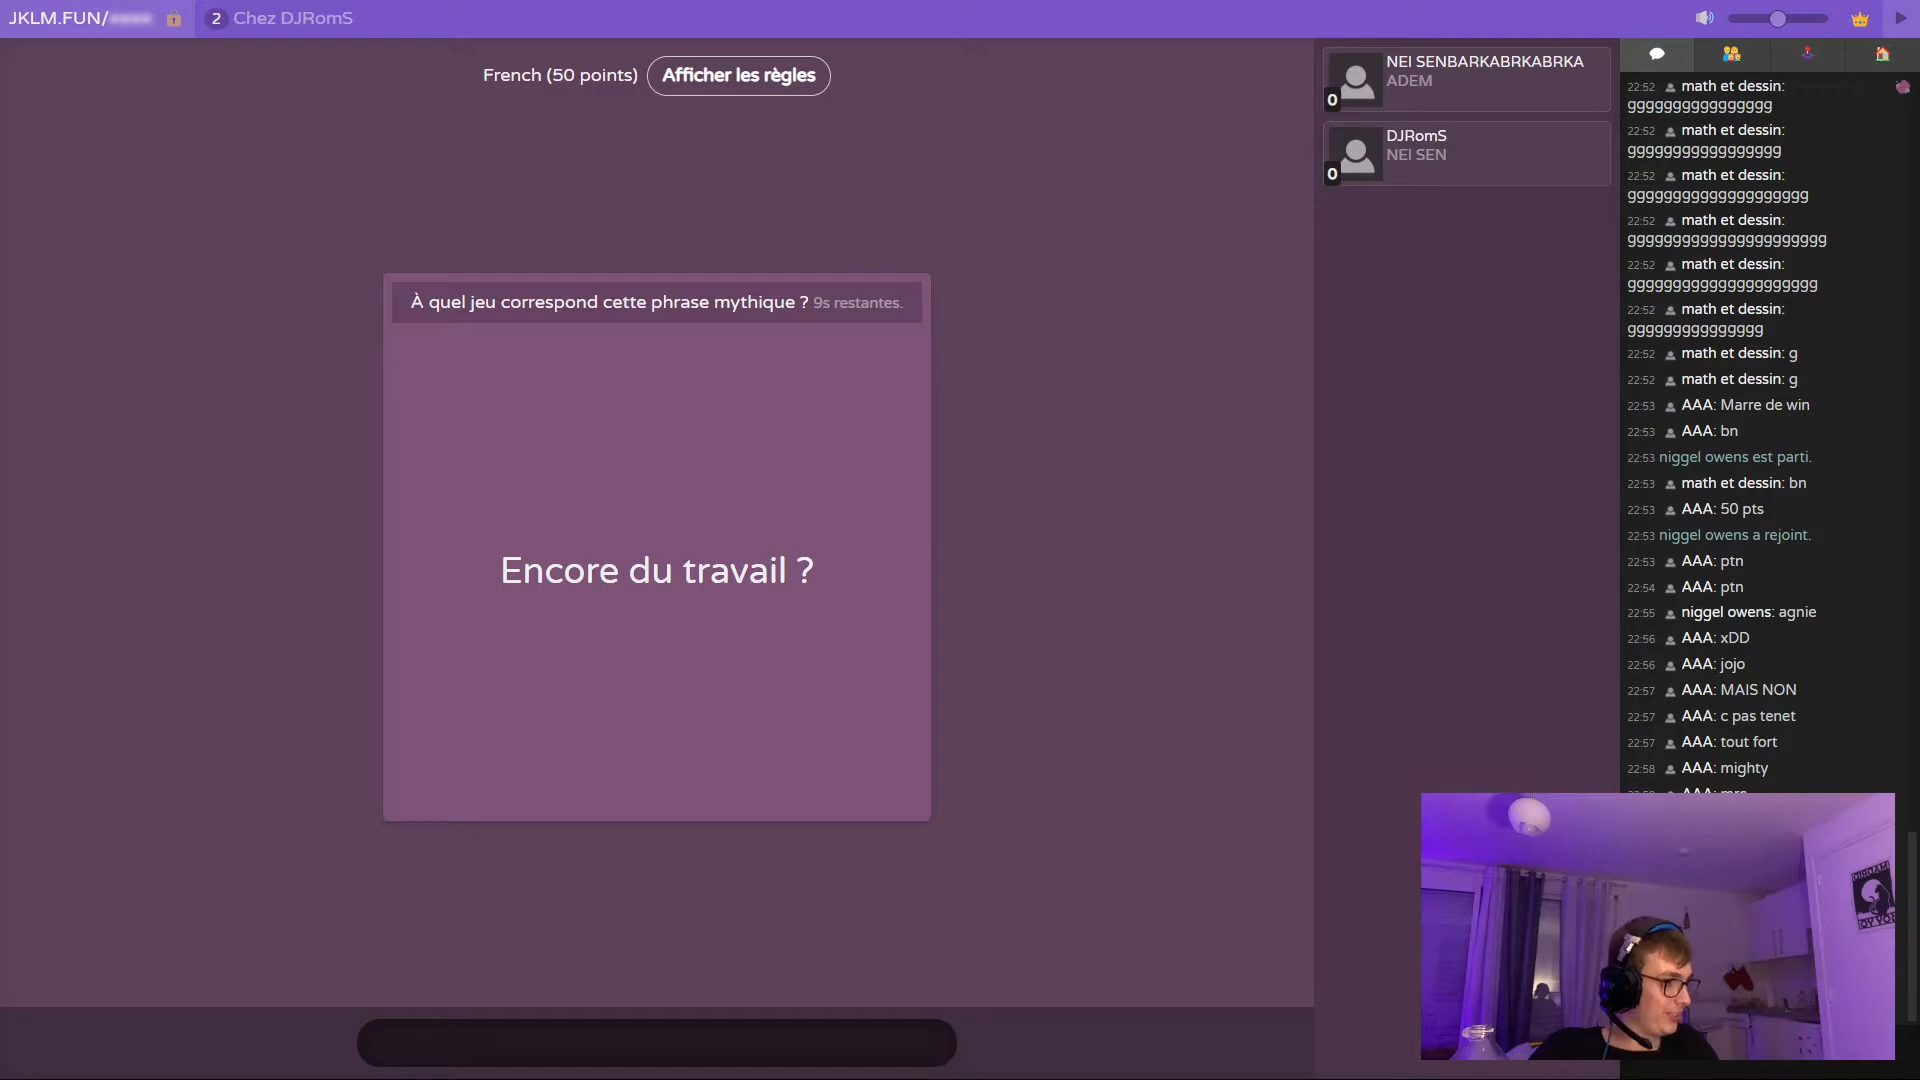 JKLM.FUN/
2 Chez DJRomS
French (50 points) Afficher les règles
À quel jeu correspond cette phrase mythique ? 9s restantes.
Encore du travail ?
NEI SENBARKABRKABRKA
ADEM
0
DJRomS
NEI SEN
0
22:52 math et dessin:
gggggggggggggggg
22:52 math et dessin:
ggggggggggggggggg
22:52 math et dessin:
gggggggggggggggggggg
22:52 math et dessin:
gggggggggggggggggggggg
22:52 math et dessin:
ggggggggggggggggggggg
22:52 math et dessin:
ggggggggggggggg
22:52 math et dessin: g
22:52 math et dessin: g
22:53 AAA: Marre de win
22:53 AAA: bn
22:53 niggel owens est parti.
22:53 math et dessin: bn
22:53 AAA: 50 pts
22:53 niggel owens a rejoint.
22:53 AAA: ptn
22:54 AAA: ptn
22:55 niggel owens: agnie
22:56 AAA: xDD
22:56 AAA: jojo
22:57 AAA: MAIS NON
22:57 AAA: c pas tenet
22:57 AAA: tout fort
22:58 AAA: mighty